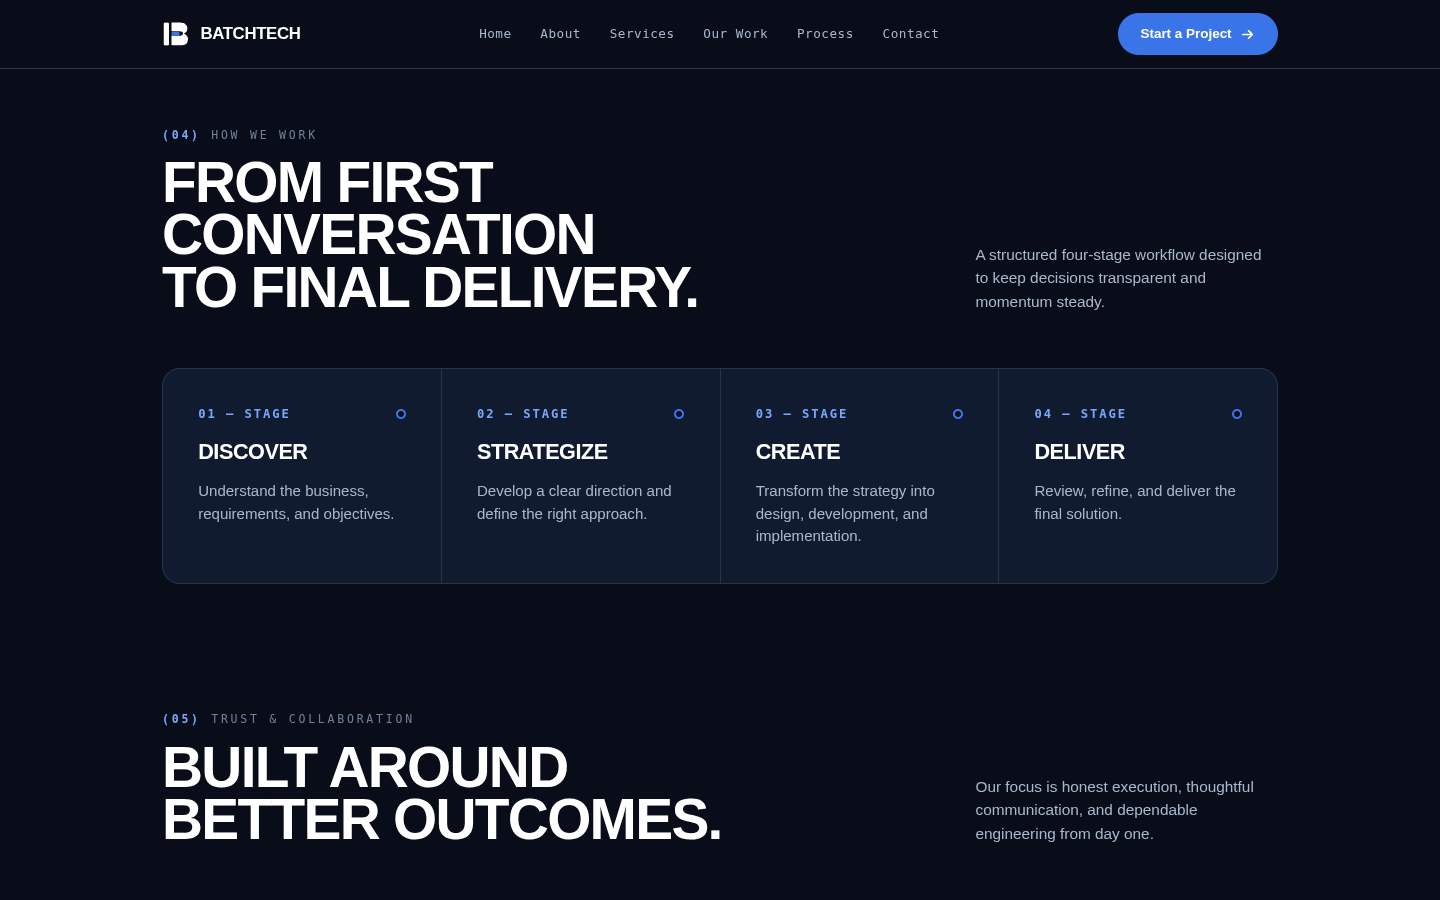 BATCHTECH
Home
About
Services
Our Work
Process
Contact
Start a Project
(04) HOW WE WORK
FROM FIRST
CONVERSATION
TO FINAL DELIVERY.
A structured four-stage workflow designed
to keep decisions transparent and
momentum steady.
01 — STAGE
DISCOVER
Understand the business,
requirements, and objectives.
02 — STAGE
STRATEGIZE
Develop a clear direction and
define the right approach.
03 — STAGE
CREATE
Transform the strategy into
design, development, and
implementation.
04 — STAGE
DELIVER
Review, refine, and deliver the
final solution.
(05) TRUST & COLLABORATION
BUILT AROUND
BETTER OUTCOMES.
Our focus is honest execution, thoughtful
communication, and dependable
engineering from day one.